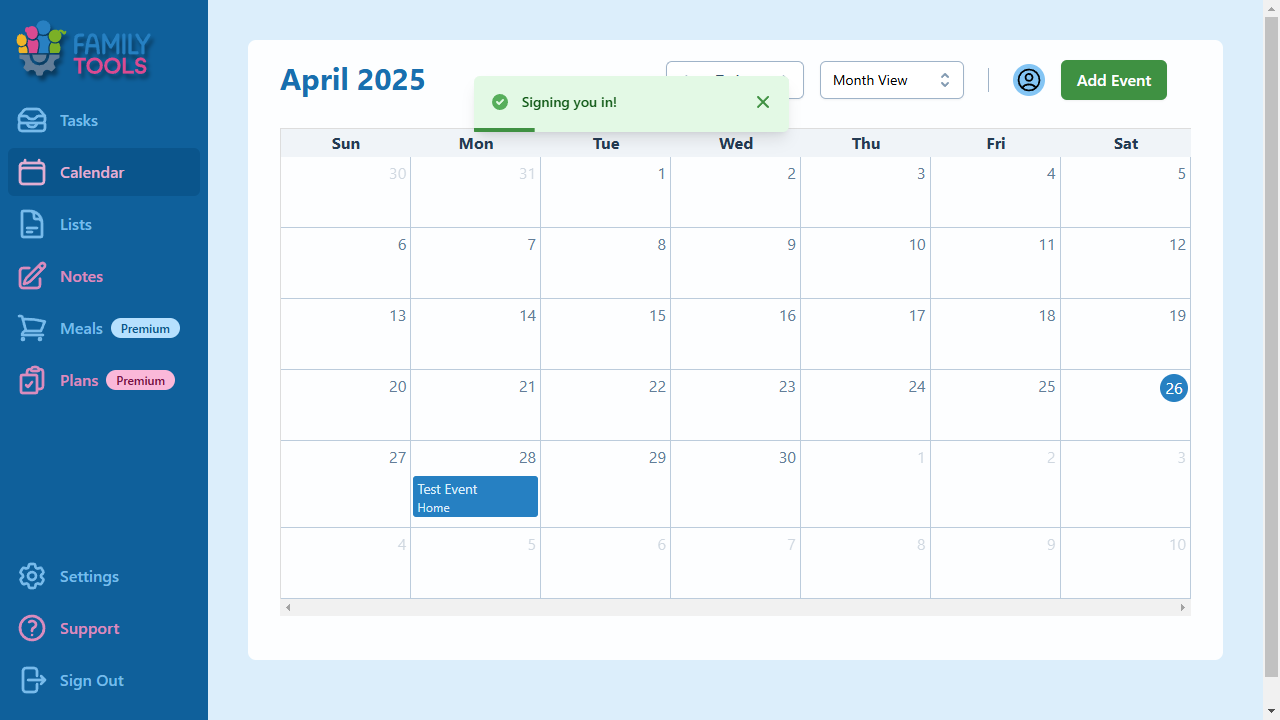 FAMILY
TOOLS
Tasks
Calendar
Lists
Notes
Meals Premium
Plans Premium
Settings
Support
Sign Out
April 2025
Month View
Add Event
Signing you in!
Sun Mon Tue Wed Thu Fri Sat
30 31 1 2 3 4 5
6 7 8 9 10 11 12
13 14 15 16 17 18 19
20 21 22 23 24 25 26
27 28 29 30 1 2 3
Test Event
Home
4 5 6 7 8 9 10